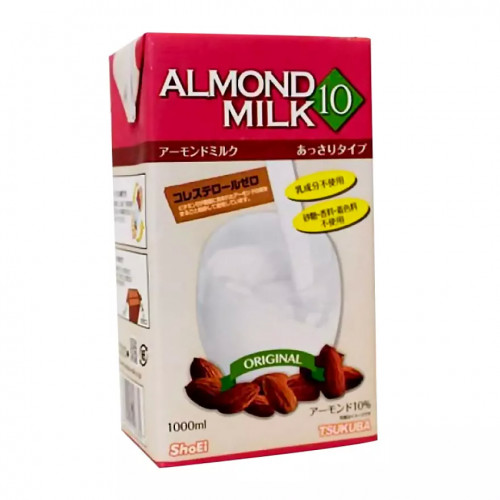 ALMOND
MILK 10
アーモンドミルク
あっさりタイプ
コレステロールゼロ
乳成分不使用
砂糖・香料・着色料
不使用
ORIGINAL
アーモンド10%
1000ml
ShoEi
TSUKUBA